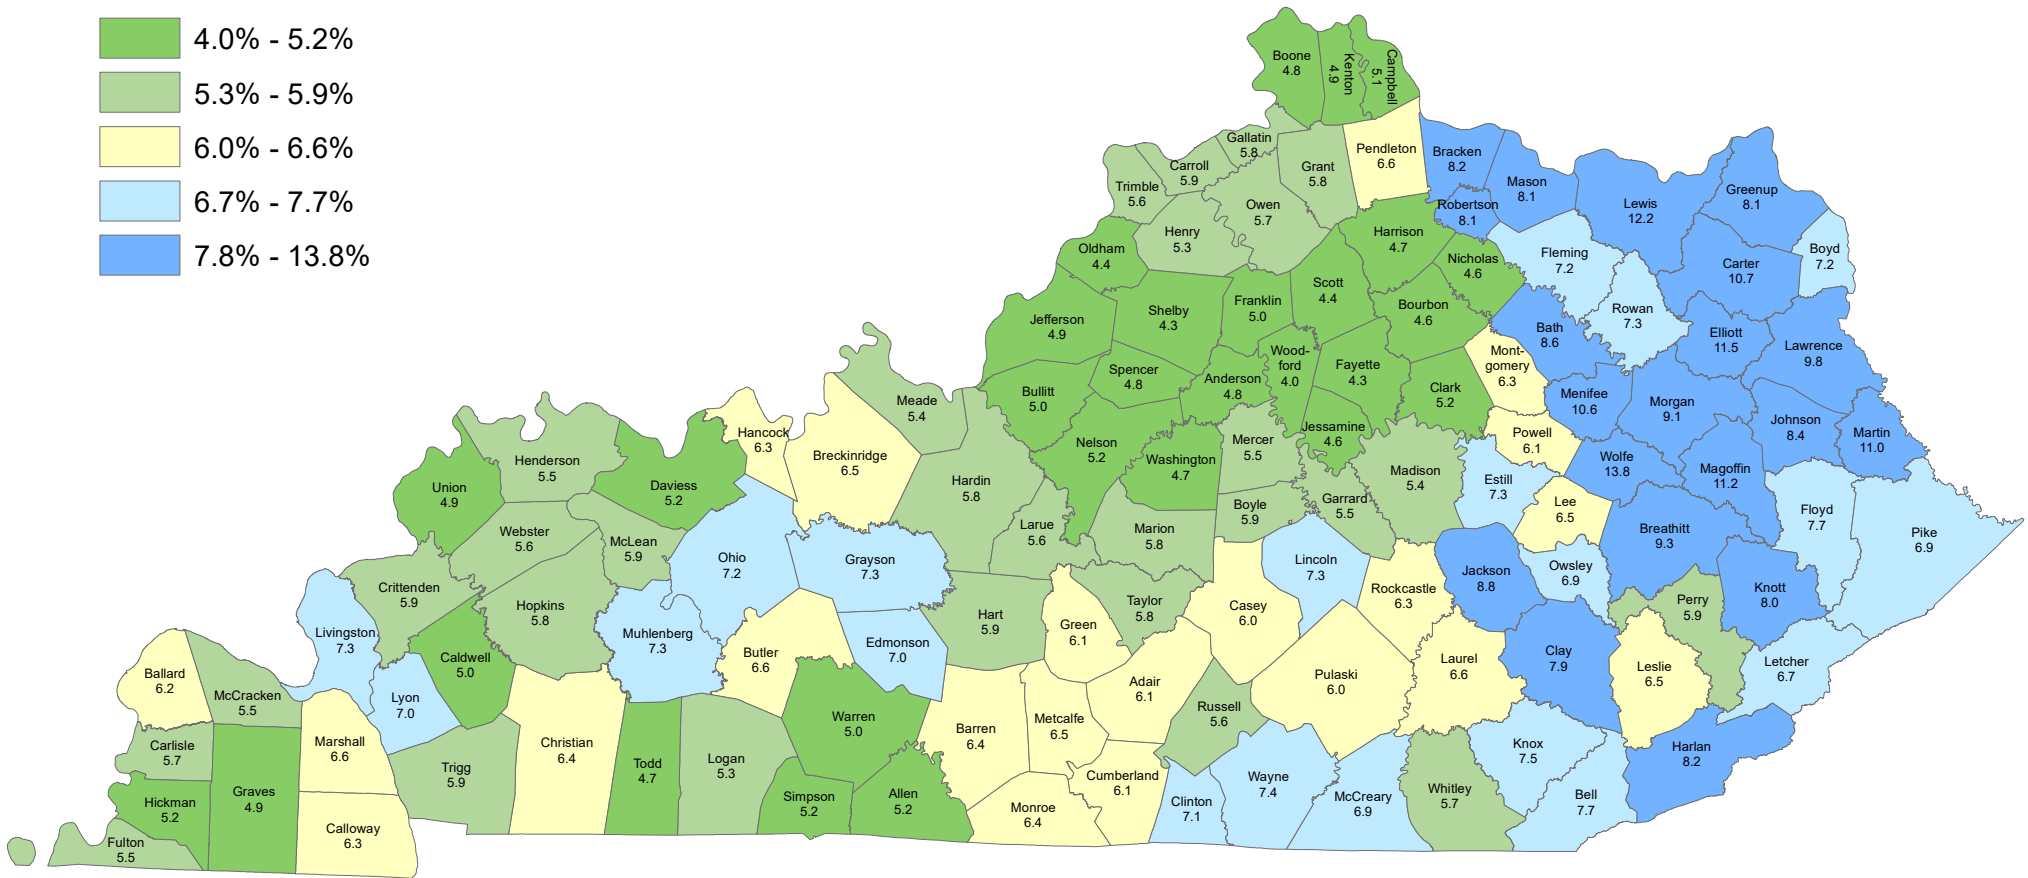 4.0% - 5.2%
5.3% - 5.9%
6.0% - 6.6%
6.7% - 7.7%
7.8% - 13.8%
Boone
4.8
Kenton
4.9
Campbell
5.1
Gallatin
5.8
Carroll
5.9
Trimble
5.6
Grant
5.8
Pendleton
6.6
Bracken
8.2
Mason
8.1
Robertson
8.1
Lewis
12.2
Greenup
8.1
Owen
5.7
Henry
5.3
Oldham
4.4
Harrison
4.7
Nicholas
4.6
Fleming
7.2
Boyd
7.2
Carter
10.7
Rowan
7.3
Jefferson
4.9
Shelby
4.3
Franklin
5.0
Scott
4.4
Bourbon
4.6
Bath
8.6
Elliott
11.5
Lawrence
9.8
Mont-
gomery
6.3
Bullitt
5.0
Spencer
4.8
Anderson
4.8
Wood-
ford
4.0
Fayette
4.3
Clark
5.2
Menifee
10.6
Morgan
9.1
Johnson
8.4
Martin
11.0
Meade
5.4
Hancock
6.3
Breckinridge
6.5
Nelson
5.2
Washington
4.7
Mercer
5.5
Jessamine
4.6
Madison
5.4
Powell
6.1
Wolfe
13.8
Magoffin
11.2
Henderson
5.5
Union
4.9
Daviess
5.2
Hardin
5.8
Larue
5.6
Marion
5.8
Boyle
5.9
Garrard
5.5
Estill
7.3
Lee
6.5
Breathitt
9.3
Floyd
7.7
Pike
6.9
Webster
5.6
McLean
5.9
Ohio
7.2
Grayson
7.3
Lincoln
7.3
Rockcastle
6.3
Jackson
8.8
Owsley
6.9
Perry
5.9
Knott
8.0
Crittenden
5.9
Hopkins
5.8
Muhlenberg
7.3
Butler
6.6
Edmonson
7.0
Hart
5.9
Green
6.1
Taylor
5.8
Casey
6.0
Livingston
7.3
Caldwell
5.0
Lyon
7.0
Ballard
6.2
McCracken
5.5
Adair
6.1
Pulaski
6.0
Laurel
6.6
Clay
7.9
Leslie
6.5
Letcher
6.7
Carlisle
5.7
Marshall
6.6
Trigg
5.9
Christian
6.4
Todd
4.7
Logan
5.3
Warren
5.0
Barren
6.4
Metcalfe
6.5
Russell
5.6
Hickman
5.2
Graves
4.9
Fulton
5.5
Calloway
6.3
Simpson
5.2
Allen
5.2
Monroe
6.4
Cumberland
6.1
Clinton
7.1
Wayne
7.4
McCreary
6.9
Whitley
5.7
Knox
7.5
Bell
7.7
Harlan
8.2